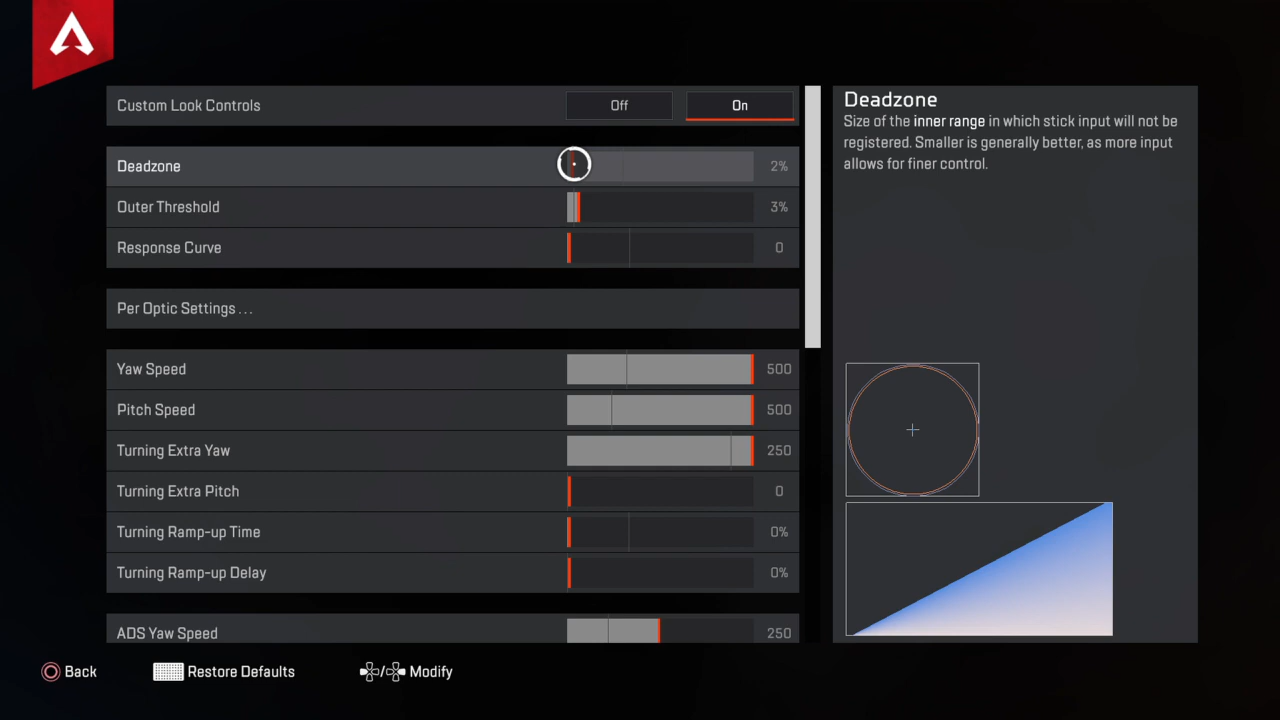 Custom Look Controls Off On
Deadzone 2%
Outer Threshold 3%
Response Curve 0
Per Optic Settings...
Yaw Speed 500
Pitch Speed 500
Turning Extra Yaw 250
Turning Extra Pitch 0
Turning Ramp-up Time 0%
Turning Ramp-up Delay 0%
ADS Yaw Speed 250
Deadzone
Size of the inner range in which stick input will not be
registered. Smaller is generally better, as more input
allows for finer control.
Back Restore Defaults / Modify